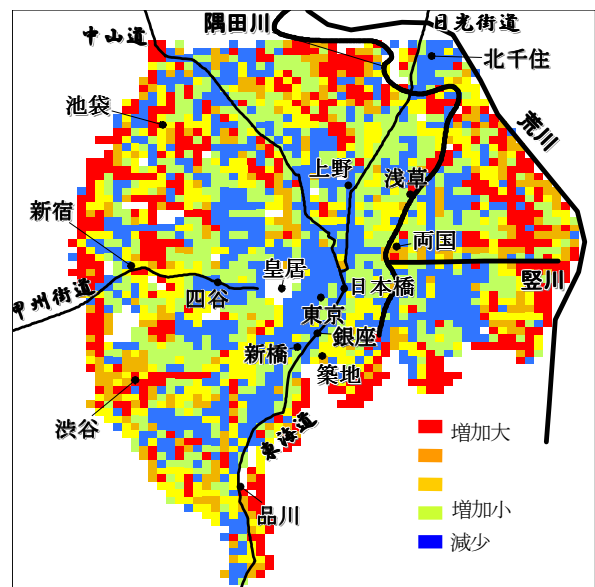 隅田川
日光街道
中山道
北千住
池袋
荒川
上野
浅草
新宿
両国
皇居
竪川
甲州街道
四谷
日本橋
東京
銀座
新橋
築地
渋谷
東海道
品川
増加大
増加小
減少